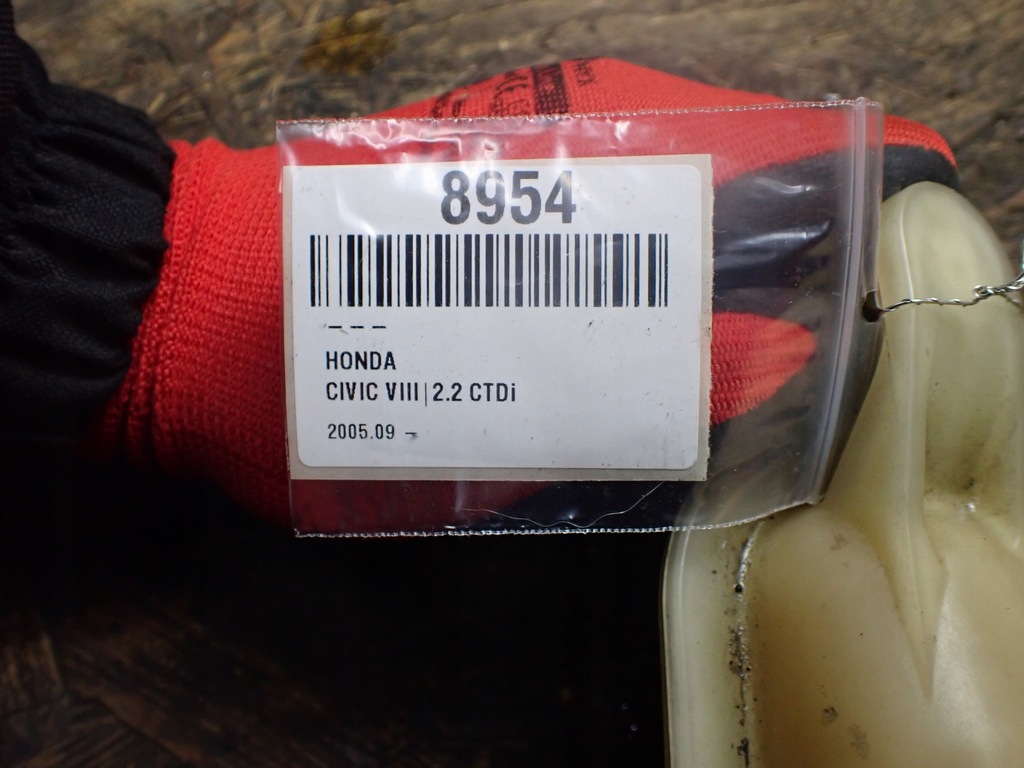 8954
– – –
HONDA
CIVIC VIII|2.2 CTDi
2005.09 –